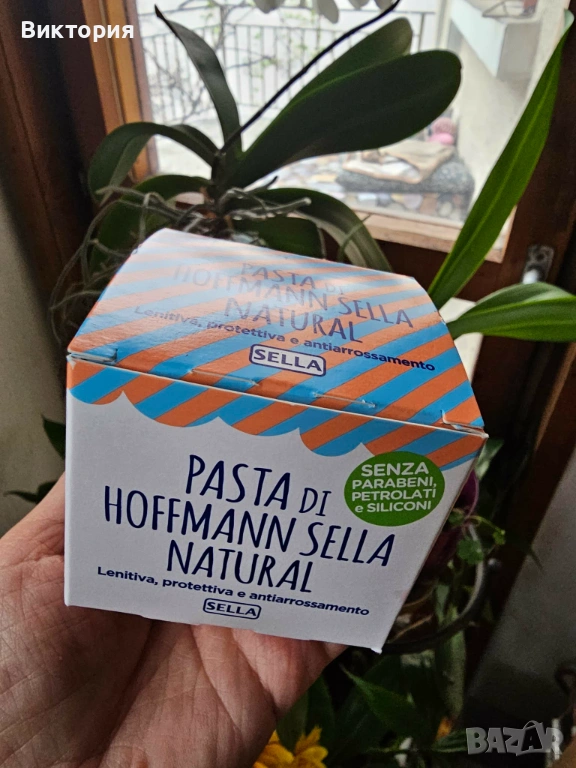 Виктория
PASTA DI
HOFFMANN SELLA
NATURAL
Lenitiva, protettiva e antiarrossamento
SELLA
SENZA
PARABENI,
PETROLATI
e SILICONI
PASTA DI
HOFFMANN SELLA
NATURAL
Lenitiva, protettiva e antiarrossamento
SELLA
BAZAR